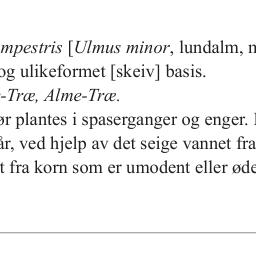 mpestris [Ulmus minor, lundalm,
og ulikeformet [skeiv] basis.
-Træ, Alme-Træ.
ør plantes i spaserganger og enger.
år, ved hjelp av det seige vannet fra
t fra korn som er umodent eller øde